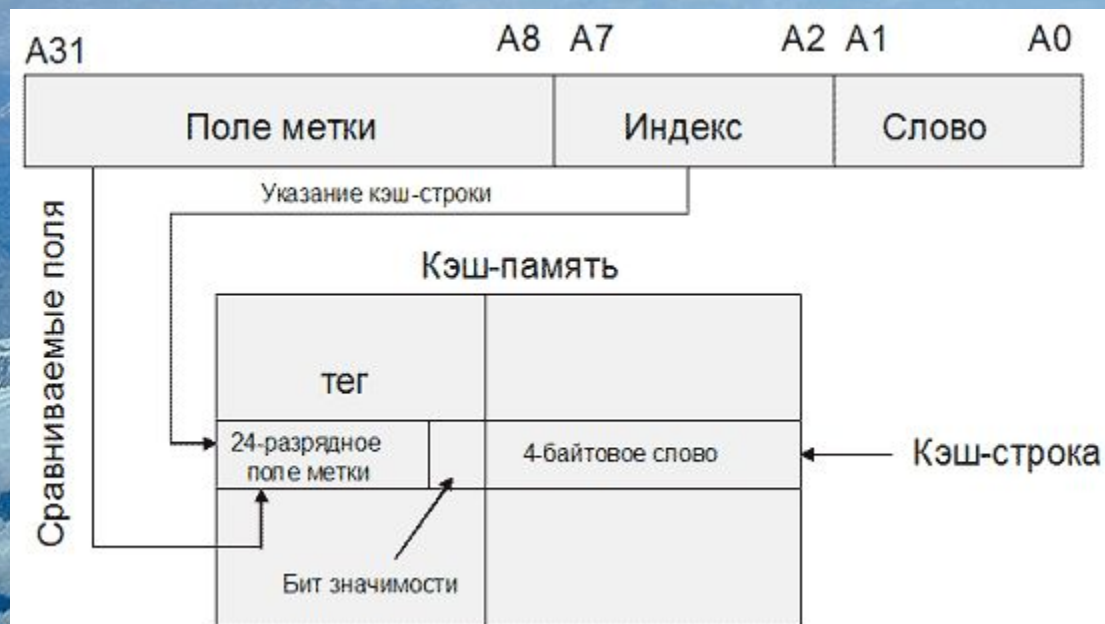 A31
A8 A7
A2 A1
A0
Поле метки
Индекс
Слово
Указание кэш-строки
Сравниваемые поля
Кэш-память
тег
24-разрядное
поле метки
4-байтовое слово
Кэш-строка
Бит значимости